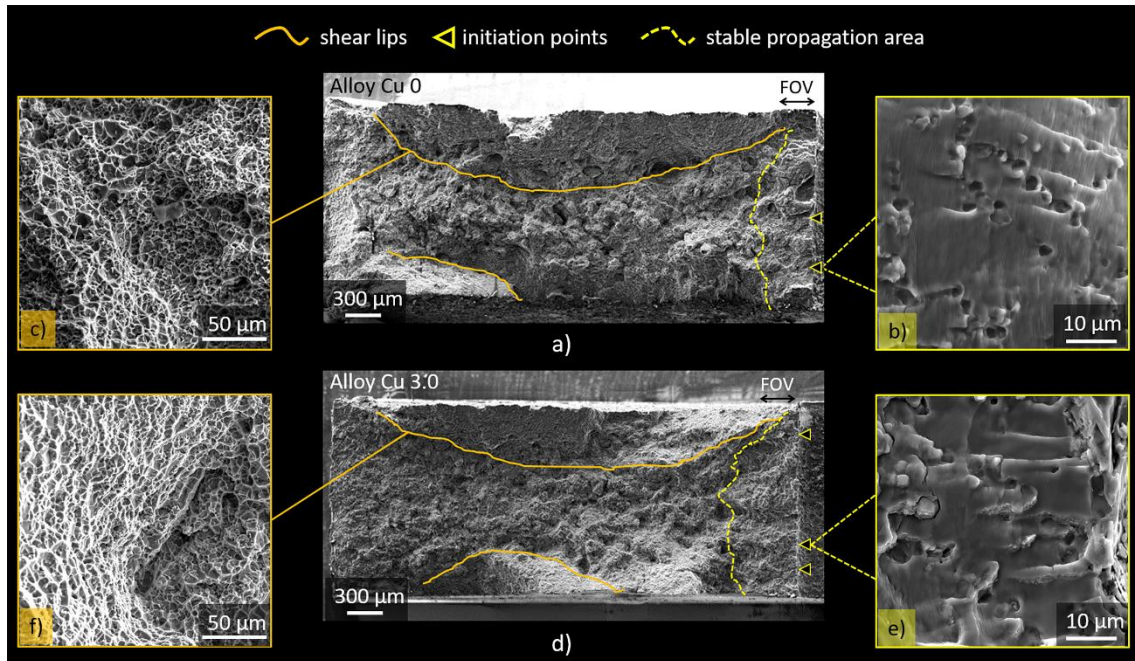 shear lips initiation points stable propagation area
Alloy Cu 0
FOV
300 µm
a)
50 µm
c)
10 µm
b)
Alloy Cu 3.0
FOV
300 µm
d)
50 µm
f)
10 µm
e)